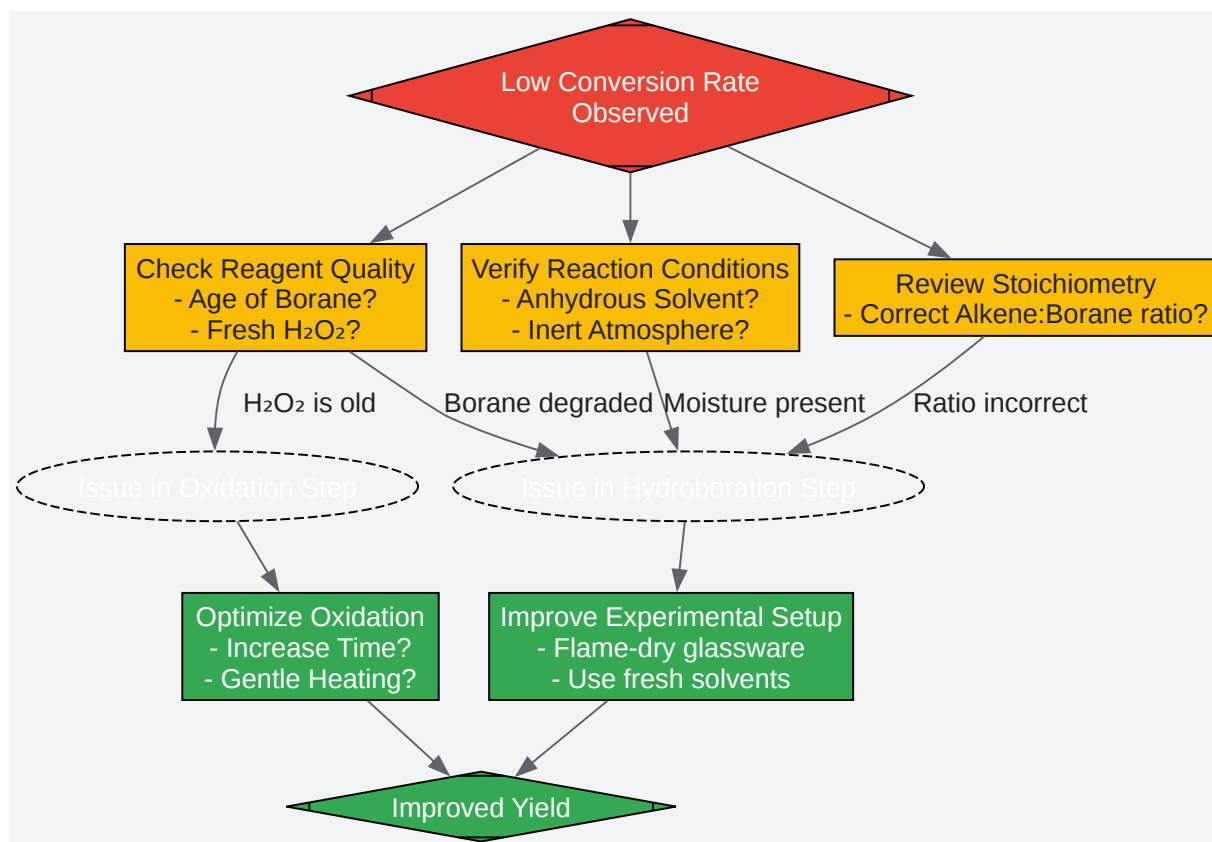 Low Conversion Rate
Observed
Check Reagent Quality
- Age of Borane?
- Fresh H₂O₂?
Verify Reaction Conditions
- Anhydrous Solvent?
- Inert Atmosphere?
Review Stoichiometry
- Correct Alkene:Borane ratio?
H₂O₂ is old
Borane degraded
Moisture present
Ratio incorrect
Issue in Oxidation Step
Issue in Hydroboration Step
Optimize Oxidation
- Increase Time?
- Gentle Heating?
Improve Experimental Setup
- Flame-dry glassware
- Use fresh solvents
Improved Yield